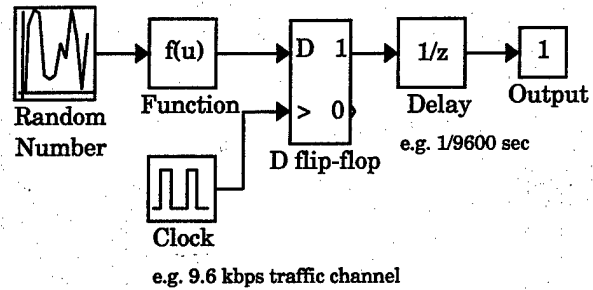 Random
Number
f(u)
Function
D 1
> 0
D flip-flop
1/z
Delay
e.g. 1/9600 sec
1
Output
Clock
e.g. 9.6 kbps traffic channel